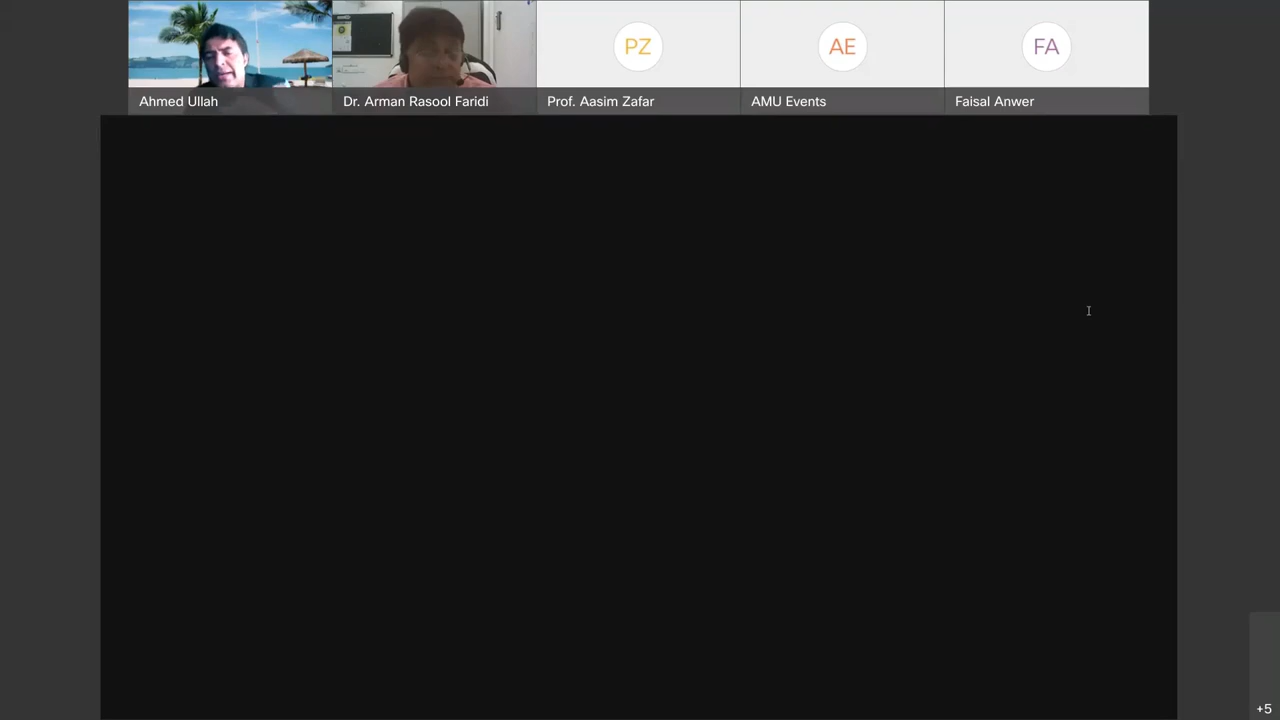 PZ
AE
FA
Ahmed Ullah
Dr. Arman Rasool Faridi
Prof. Aasim Zafar
AMU Events
Faisal Anwer
+5